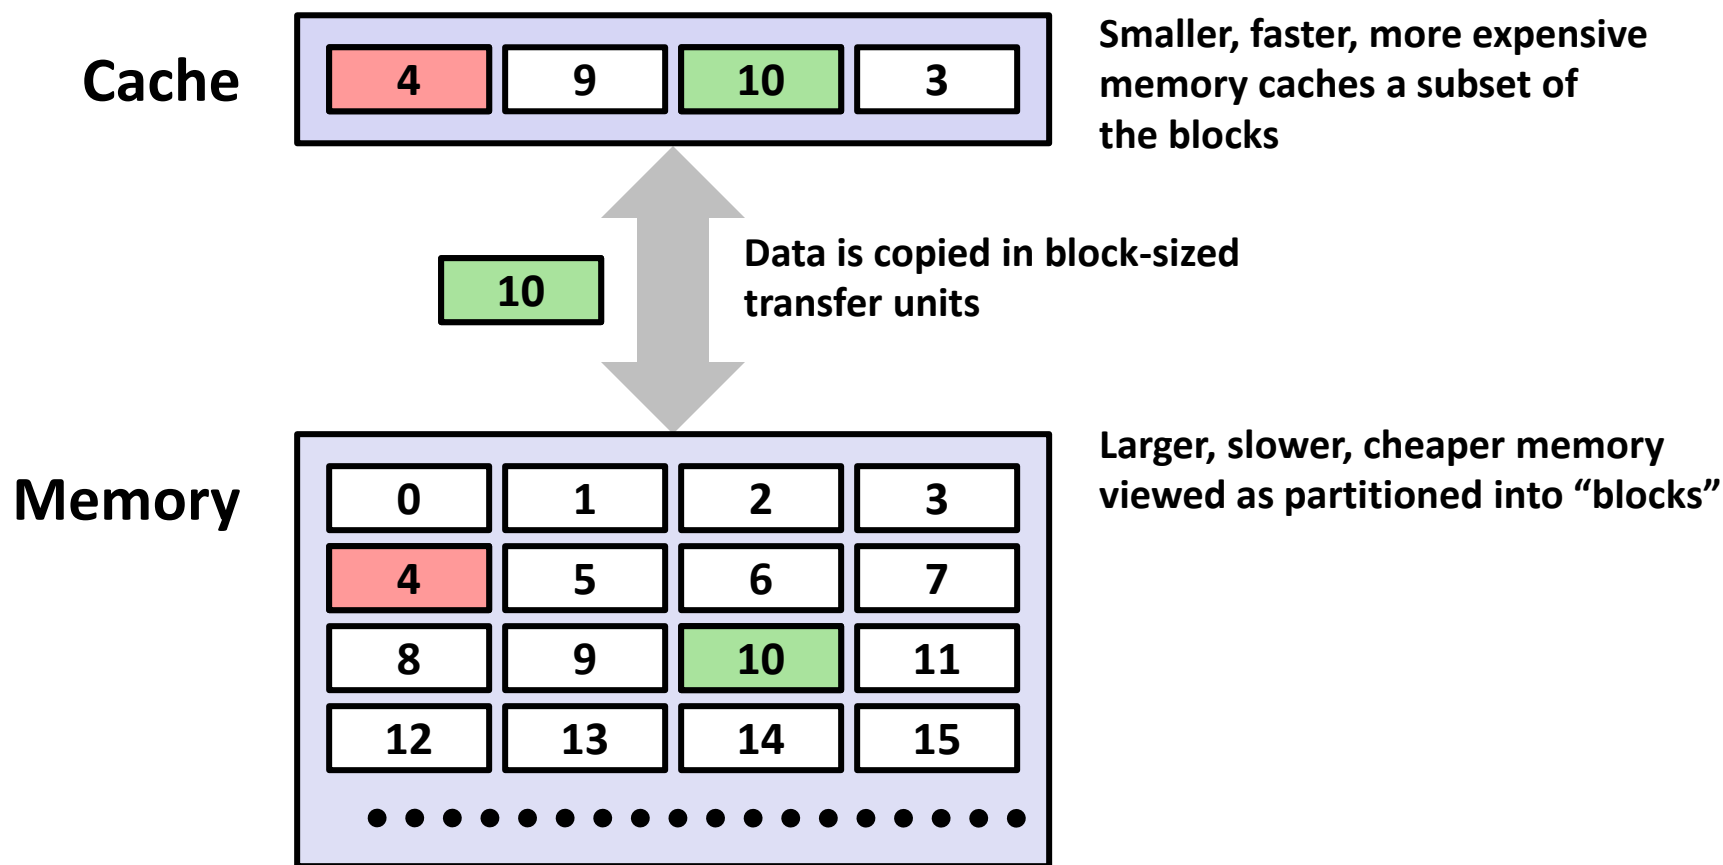 Cache
4 9 10 3
Smaller, faster, more expensive
memory caches a subset of
the blocks
10
Data is copied in block-sized
transfer units
Memory
0 1 2 3
4 5 6 7
8 9 10 11
12 13 14 15
Larger, slower, cheaper memory
viewed as partitioned into “blocks”